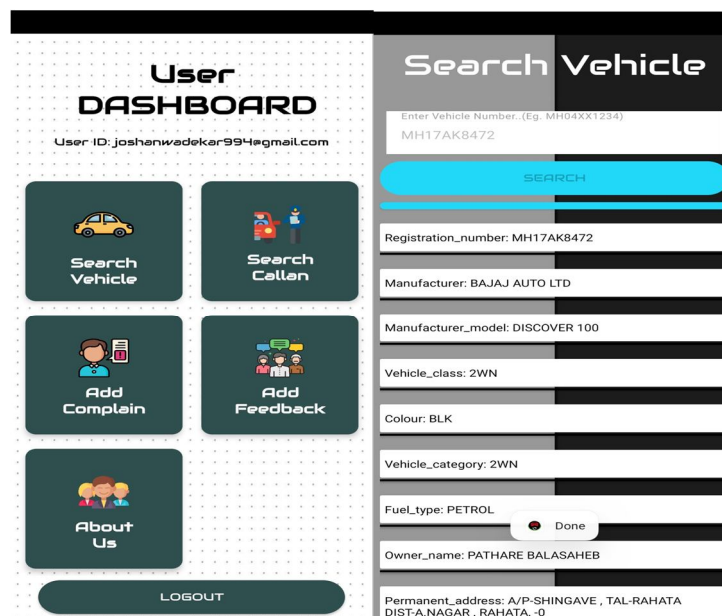 User
DASHBOARD
User ID: joshanwadekar994@gmail.com
Search
Vehicle
Search
Callan
Add
Complain
Add
Feedback
About
Us
LOGOUT
Search Vehicle
Enter Vehicle Number..(Eg. MH04XX1234)
MH17AK8472
SEARCH
Registration_number: MH17AK8472
Manufacturer: BAJAJ AUTO LTD
Manufacturer_model: DISCOVER 100
Vehicle_class: 2WN
Colour: BLK
Vehicle_category: 2WN
Fuel_type: PETROL
Done
Owner_name: PATHARE BALASAHEB
Permanent_address: A/P-SHINGAVE , TAL-RAHATA
DIST-A.NAGAR , RAHATA, -0